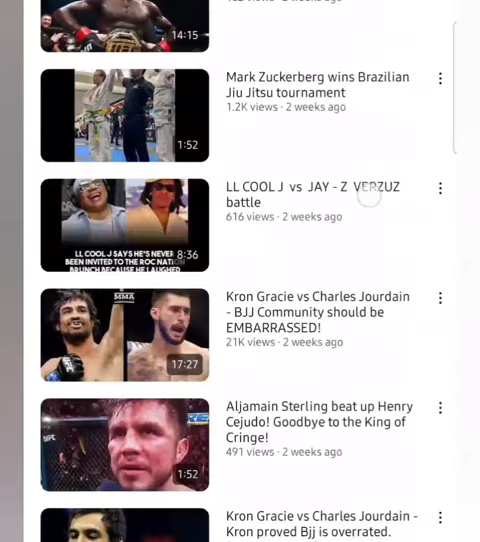 14:15
Mark Zuckerberg wins Brazilian
Jiu Jitsu tournament
1.2K views · 2 weeks ago
1:52
LL COOL J vs JAY - Z VERZUZ
battle
616 views · 2 weeks ago
LL COOL J SAYS HE'S NEVER
BEEN INVITED TO THE ROC NATION
BRUNCH BECAUSE HE LAUGHED
8:36
Kron Gracie vs Charles Jourdain
- BJJ Community should be
EMBARRASSED!
21K views · 2 weeks ago
MMA
17:27
Aljamain Sterling beat up Henry
Cejudo! Goodbye to the King of
Cringe!
491 views · 2 weeks ago
1:52
Kron Gracie vs Charles Jourdain -
Kron proved Bjj is overrated.